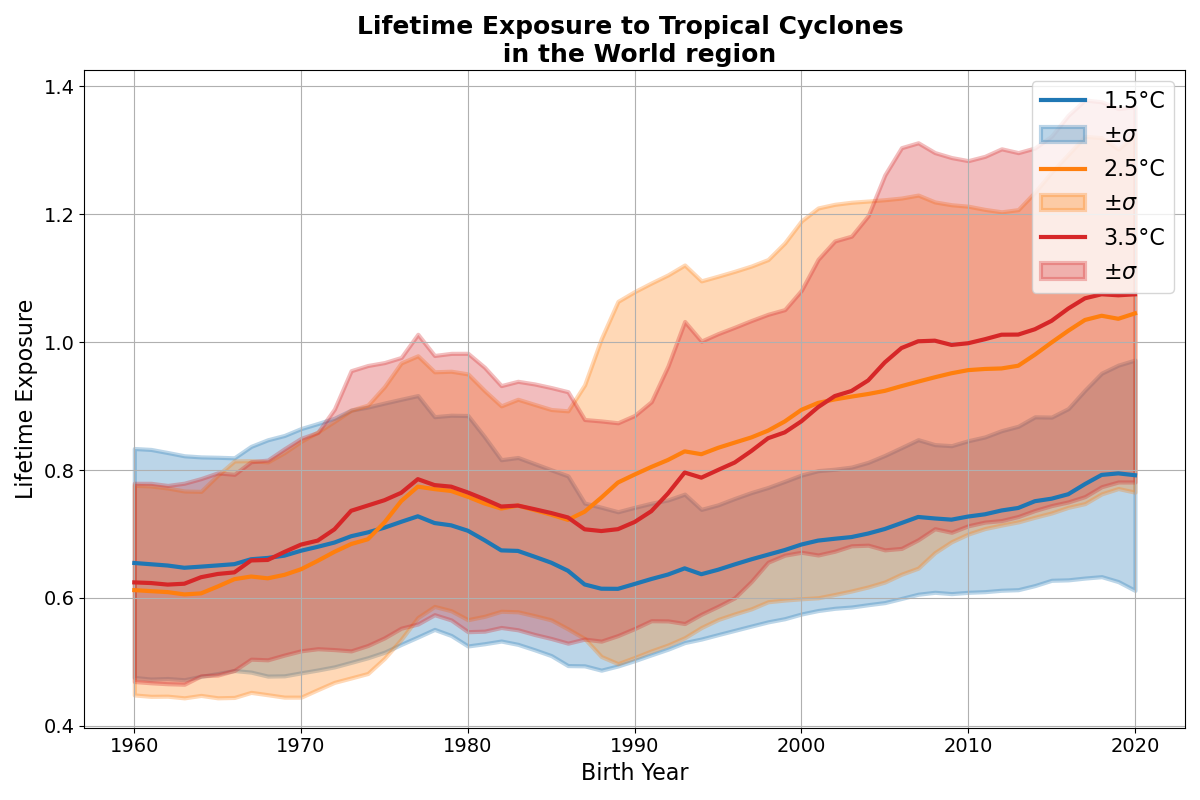 Lifetime Exposure to Tropical Cyclones
in the World region
1.4
1.2
1.0
0.8
0.6
0.4
Lifetime Exposure
1.5°C
±σ
2.5°C
±σ
3.5°C
±σ
1960
1970
1980
1990
2000
2010
2020
Birth Year